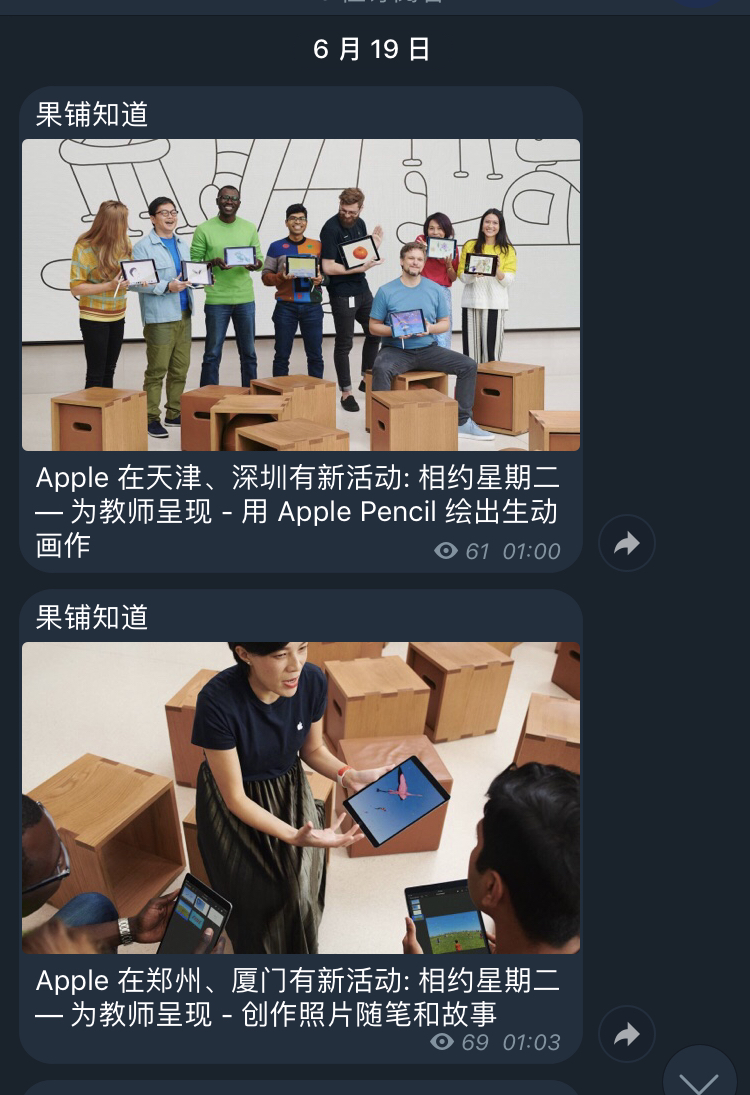 6 月 19 日
果铺知道
Apple 在天津、深圳有新活动: 相约星期二
— 为教师呈现 - 用 Apple Pencil 绘出生动
画作
61 01:00
果铺知道
Apple 在郑州、厦门有新活动: 相约星期二
— 为教师呈现 - 创作照片随笔和故事
69 01:03